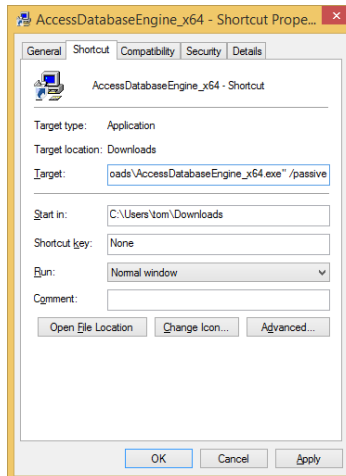 AccessDatabaseEngine_x64 - Shortcut Prope...
General Shortcut Compatibility Security Details
AccessDatabaseEngine_x64 - Shortcut
Target type: Application
Target location: Downloads
Target: oads\AccessDatabaseEngine_x64.exe" /passive
Start in: C:\Users\tom\Downloads
Shortcut key: None
Run: Normal window
Comment:
Open File Location Change Icon... Advanced...
OK Cancel Apply